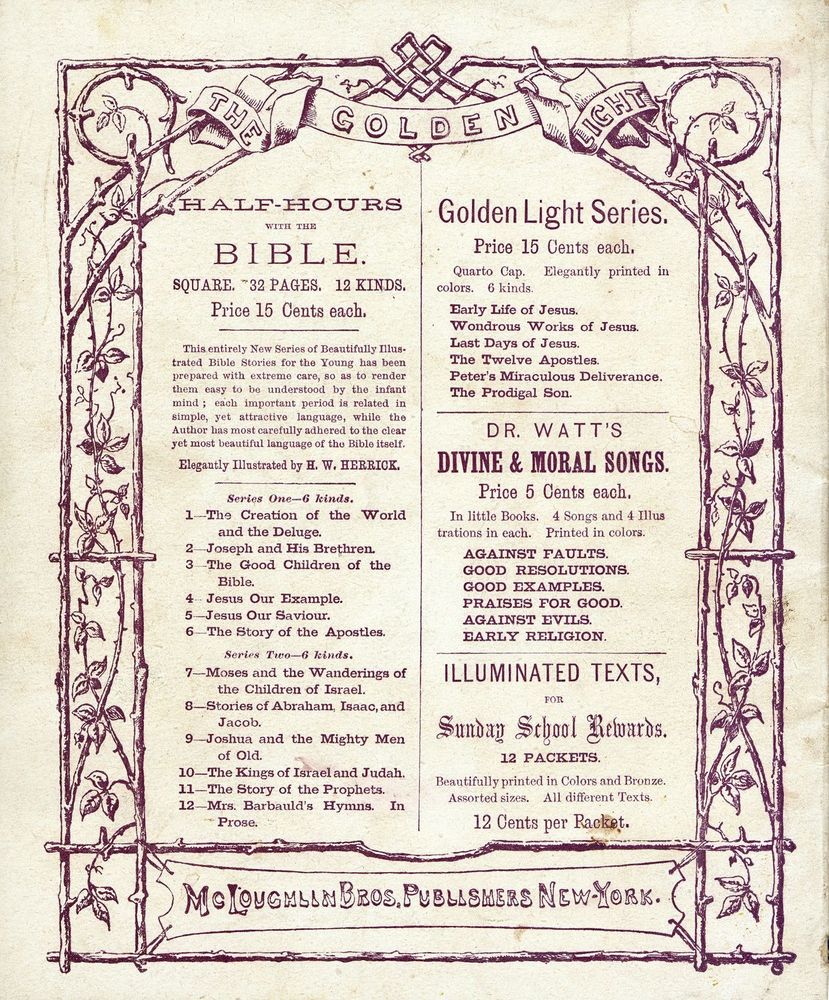 THE GOLDEN LIGHT
HALF-HOURS
WITH THE
BIBLE.
SQUARE. 32 PAGES. 12 KINDS.
Price 15 Cents each.
This entirely New Series of Beautifully Illus-
trated Bible Stories for the Young has been
prepared with extreme care, so as to render
them easy to be understood by the infant
mind; each important period is related in
simple, yet attractive language, while the
Author has most carefully adhered to the clear
yet most beautiful language of the Bible itself.
Elegantly Illustrated by H. W. HERRICK.
Series One—6 kinds.
1—The Creation of the World
and the Deluge.
2—Joseph and His Brethren.
3—The Good Children of the
Bible.
4—Jesus Our Example.
5—Jesus Our Saviour.
6—The Story of the Apostles.
Series Two—6 kinds.
7—Moses and the Wanderings of
the Children of Israel.
8—Stories of Abraham, Isaac, and
Jacob.
9—Joshua and the Mighty Men
of Old.
10—The Kings of Israel and Judah.
11—The Story of the Prophets.
12—Mrs. Barbauld's Hymns. In
Prose.
Golden Light Series.
Price 15 Cents each.
Quarto Cap. Elegantly printed in
colors. 6 kinds.
Early Life of Jesus.
Wondrous Works of Jesus.
Last Days of Jesus.
The Twelve Apostles.
Peter's Miraculous Deliverance.
The Prodigal Son.
DR. WATT'S
DIVINE & MORAL SONGS.
Price 5 Cents each.
In little Books. 4 Songs and 4 Illus
trations in each. Printed in colors.
AGAINST FAULTS.
GOOD RESOLUTIONS.
GOOD EXAMPLES.
PRAISES FOR GOOD.
AGAINST EVILS.
EARLY RELIGION.
ILLUMINATED TEXTS,
FOR
Sunday School Rewards.
12 PACKETS.
Beautifully printed in Colors and Bronze.
Assorted sizes. All different Texts.
12 Cents per Packet.
McLOUGHLIN BROS. PUBLISHERS NEW-YORK.